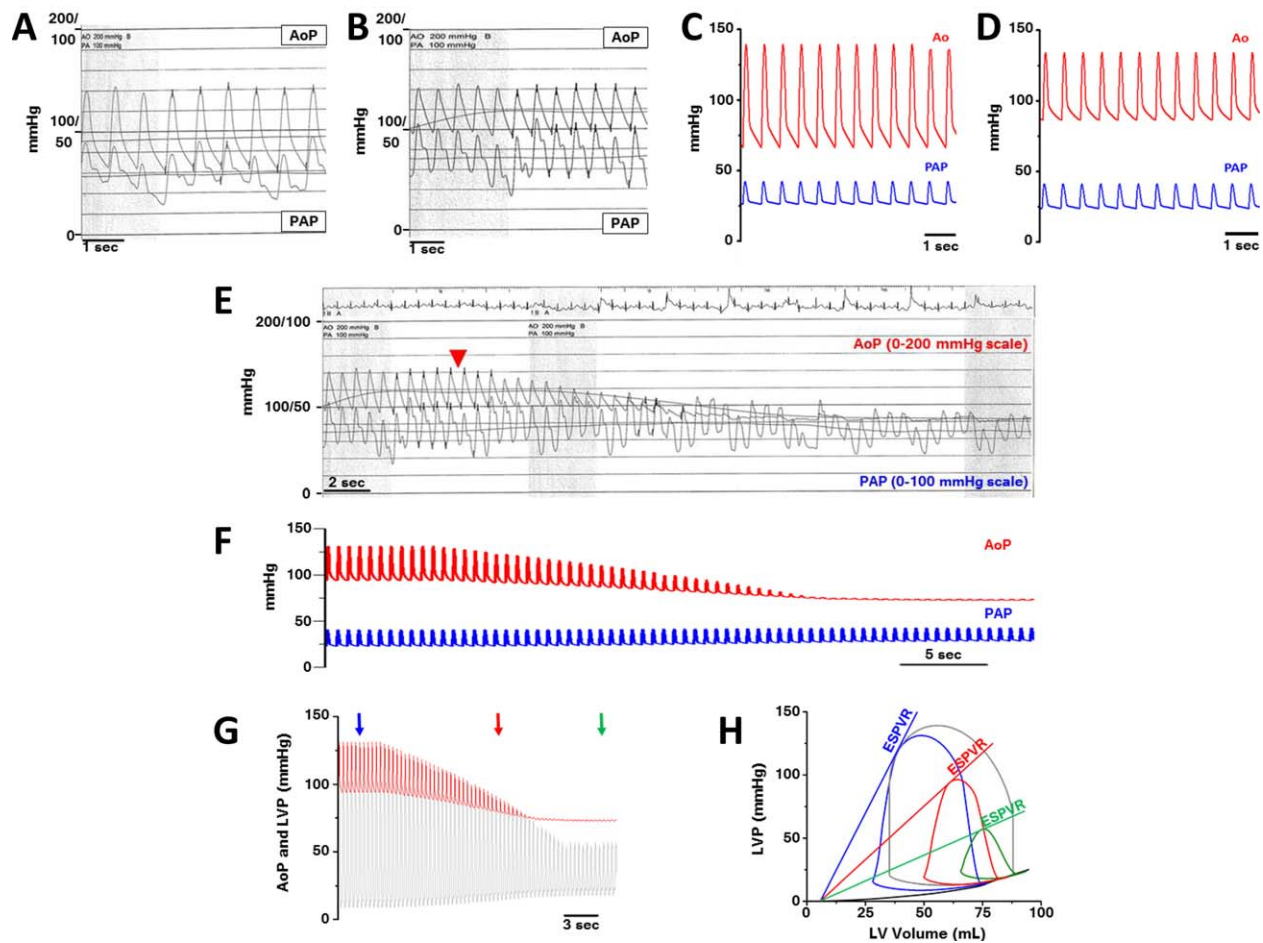 A
200/
100
AO 200 mmHg B
PA 100 mmHg
AoP
mmHg
100/
50
0
PAP
1 sec
B
200/
100
AO 200 mmHg B
PA 100 mmHg
AoP
mmHg
100/
50
0
PAP
1 sec
C
150
100
50
0
mmHg
Ao
PAP
1 sec
D
150
100
50
0
mmHg
Ao
PAP
1 sec
E
200/100
100/50
0
mmHg
AO 200 mmHg B
PA 100 mmHg
AO 200 mmHg B
PA 100 mmHg
AoP (0-200 mmHg scale)
PAP (0-100 mmHg scale)
2 sec
F
150
100
50
0
mmHg
AoP
PAP
5 sec
G
150
100
50
0
AoP and LVP (mmHg)
3 sec
H
150
100
50
0
LVP (mmHg)
ESPVR
ESPVR
ESPVR
0
25
50
75
100
LV Volume (mL)